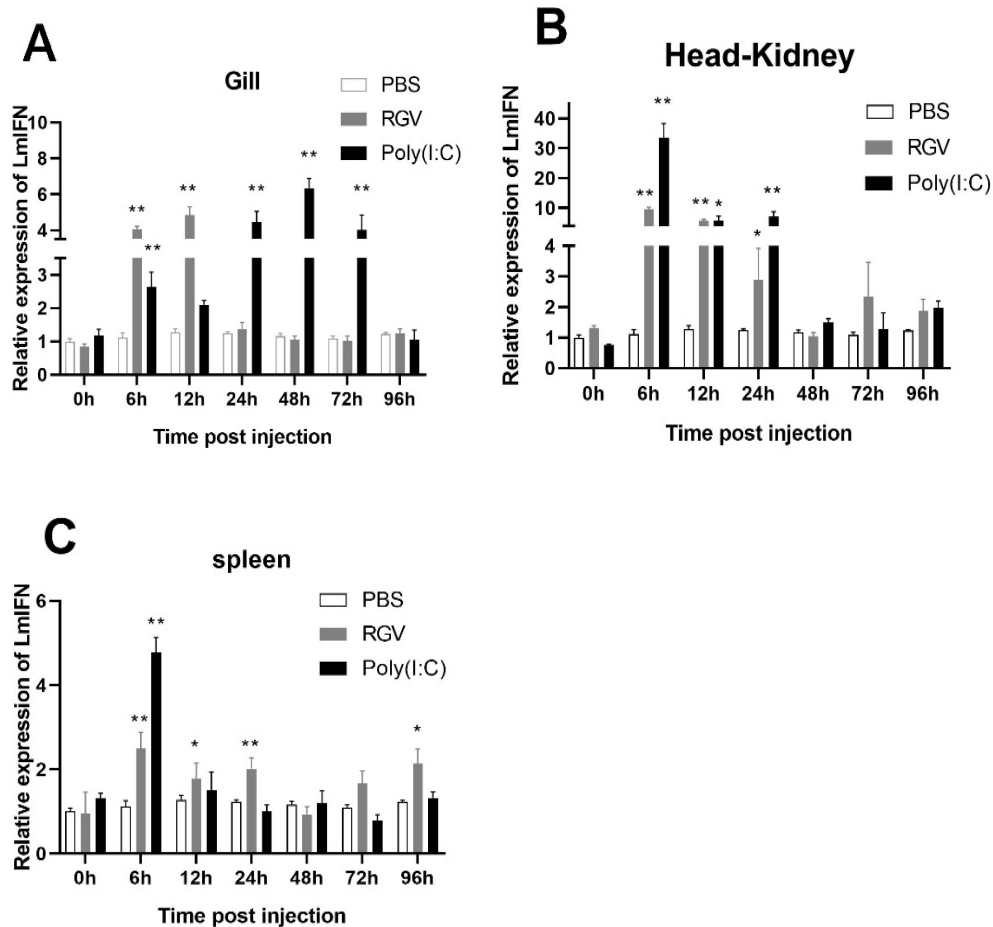 A
Gill
PBS
RGV
Poly(I:C)
Relative expression of LmIFN
10
8
6
4
3
2
1
0
** ** ** ** ** **
0h 6h 12h 24h 48h 72h 96h
Time post injection
B
Head-Kidney
PBS
RGV
Poly(I:C)
Relative expression of LmIFN
40
30
20
10
4
3
2
1
0
** ** ** * * **
0h 6h 12h 24h 48h 72h 96h
Time post injection
C
spleen
PBS
RGV
Poly(I:C)
Relative expression of LmIFN
6
4
2
0
** ** * ** *
0h 6h 12h 24h 48h 72h 96h
Time post injection